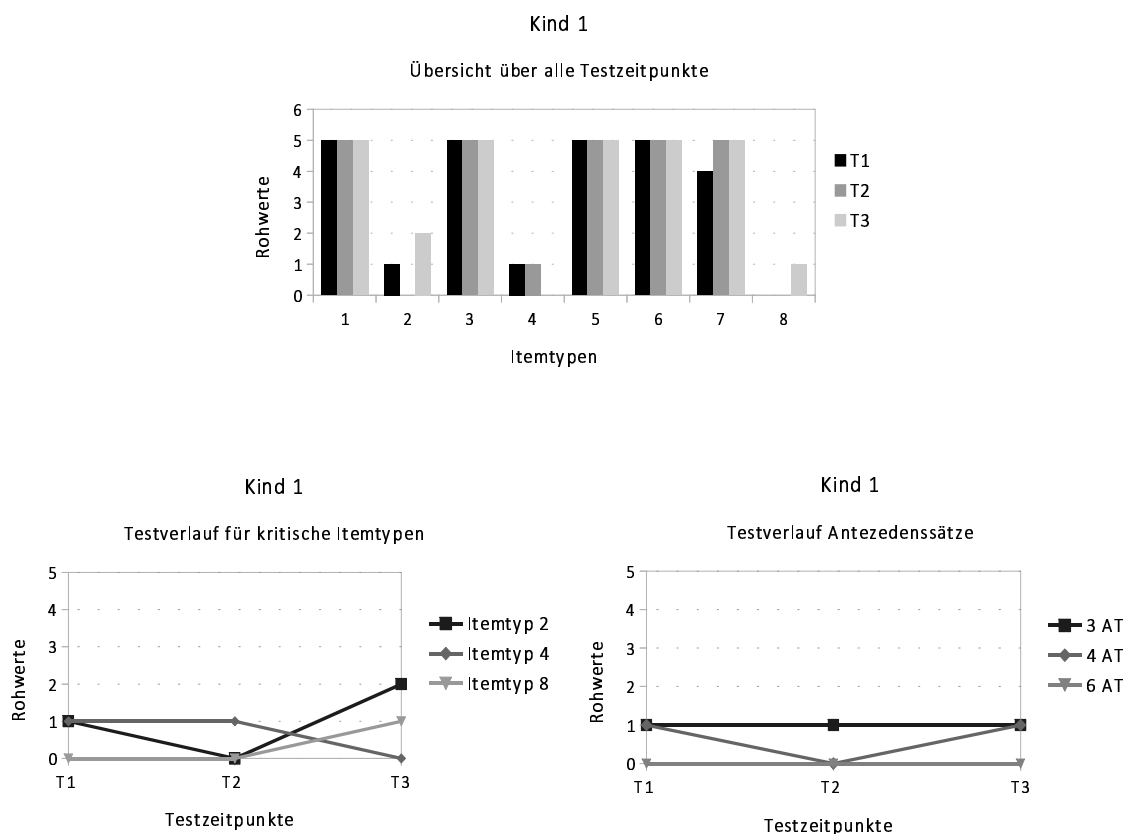 Kind 1
Übersicht über alle Testzeitpunkte
6
5
4
3
2
1
0
Rohwerte
1 2 3 4 5 6 7 8
Itemtypen
T1
T2
T3
Kind 1
Testverlauf für kritische Itemtypen
5
4
3
2
1
0
Rohwerte
T1 T2 T3
Testzeitpunkte
Itemtyp 2
Itemtyp 4
Itemtyp 8
Kind 1
Testverlauf Antezedenssätze
5
4
3
2
1
0
Rohwerte
T1 T2 T3
Testzeitpunkte
3 AT
4 AT
6 AT